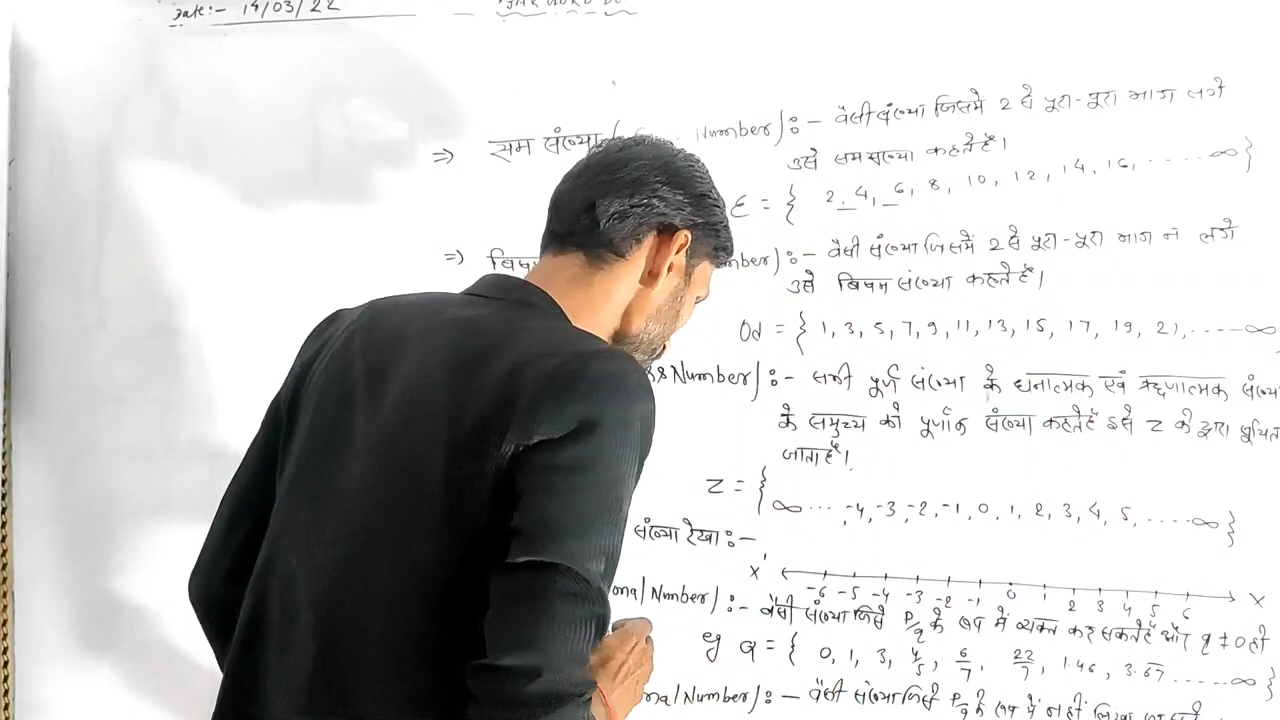 Date:- 14/03/22
⇒ सम संख्या ( Number):- वैसी संख्या जिसमें 2 से पूरा-पूरा भाग लगे
उसे सम संख्या कहते हैं।
E = { 2, 4, 6, 8, 10, 12, 14, 16, ..... ∞ }
⇒ विषम mber):- वैसी संख्या जिसमें 2 से पूरा-पूरा भाग न लगे
उसे विषम संख्या कहते हैं।
Od = { 1, 3, 5, 7, 9, 11, 13, 15, 17, 19, 21, ---- ∞
Number):- सभी पूर्ण संख्या के धनात्मक एवं ऋणात्मक संख्या
के समुच्य को पूर्णांक संख्या कहते हैं इसे Z के द्वारा सूचित
जाता है।
Z = { ∞ ... -4, -3, -2, -1, 0, 1, 2, 3, 4, 5, ---- ∞ }
संख्या रेखा:-
X' -6 -5 -4 -3 -2 -1 0 1 2 3 4 5 6 X
onal Number):- वैसी संख्या जिसे P/q के रूप में व्यक्त कर सकते हैं और q ≠ 0 हो
Q = { 0, 1, 3, 4/5, 6/7, 22/7, 1.46, 3.67 ..... ∞ }
onal Number):- वैसी संख्या जिसे P/q के रूप में नहीं